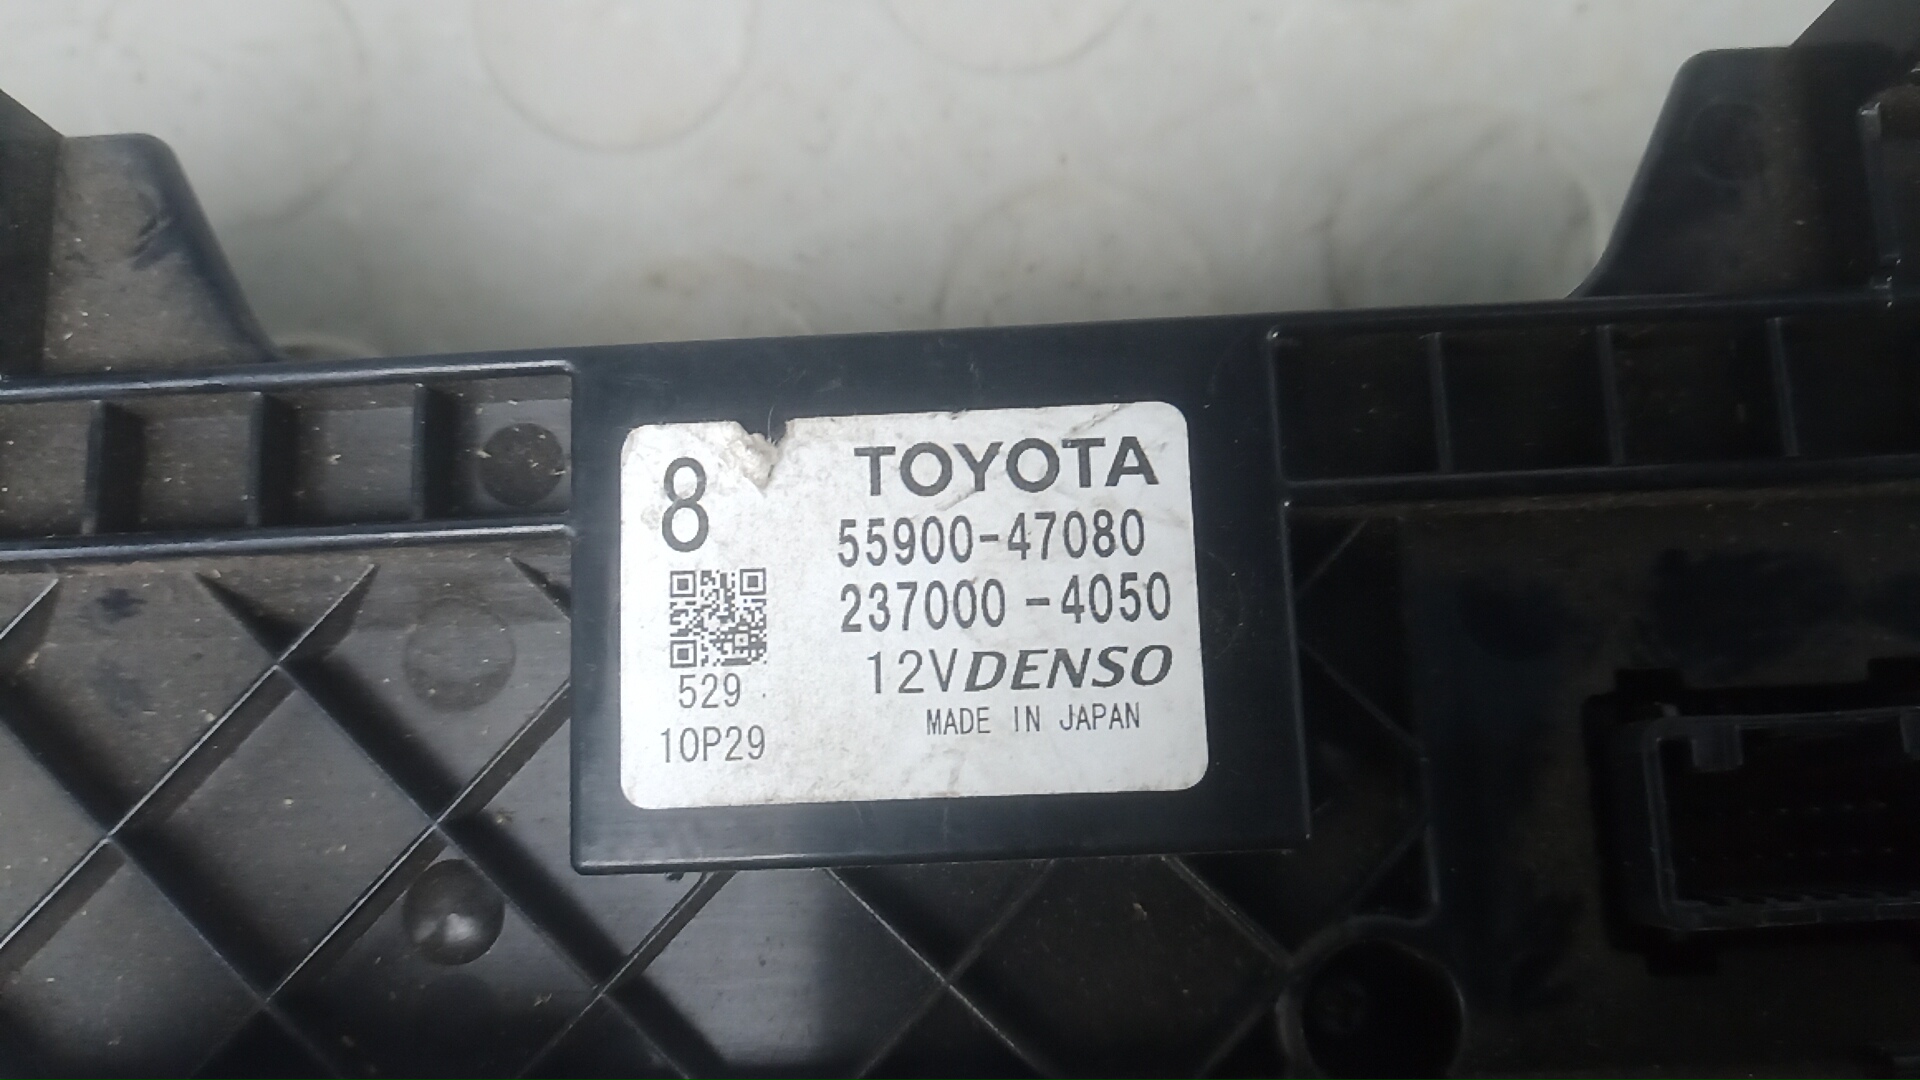 8
TOYOTA
55900-47080
237000-4050
12V DENSO
MADE IN JAPAN
529
10P29